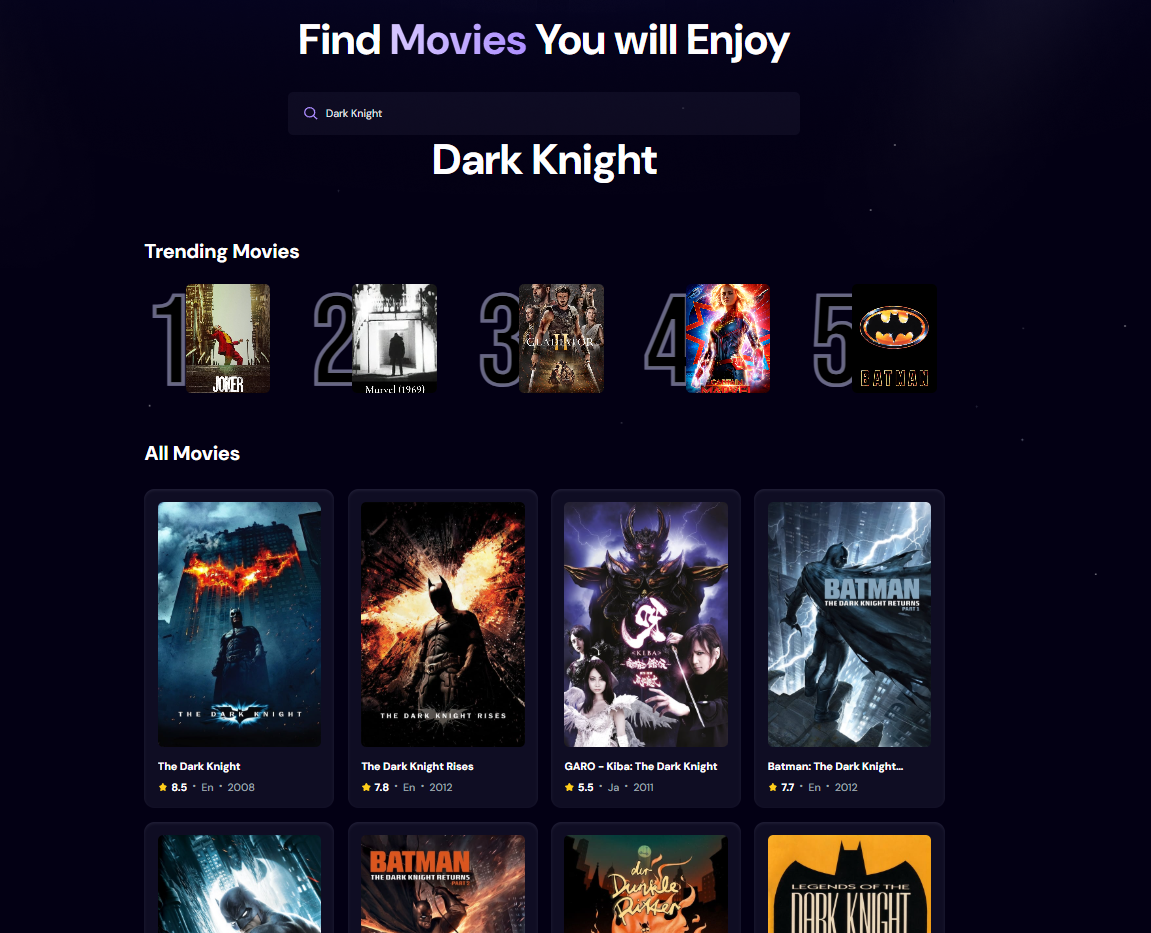 Find Movies You will Enjoy
Dark Knight
Dark Knight
Trending Movies
1
JOKER
2
Murvel (1969)
3
GLADIATOR
II
4
5
BATMAN
All Movies
THE DARK KNIGHT
The Dark Knight
8.5 • En • 2008
THE DARK KNIGHT RISES
The Dark Knight Rises
7.8 • En • 2012
牙
<KIBA>
GARO - Kiba: The Dark Knight
5.5 • Ja • 2011
BATMAN
THE DARK KNIGHT RETURNS
PART 1
Batman: The Dark Knight...
7.7 • En • 2012
BATMAN
THE DARK KNIGHT RETURNS
PART 2
der
Dunkle
Ritter
LEGENDS OF THE
DARK KNIGHT